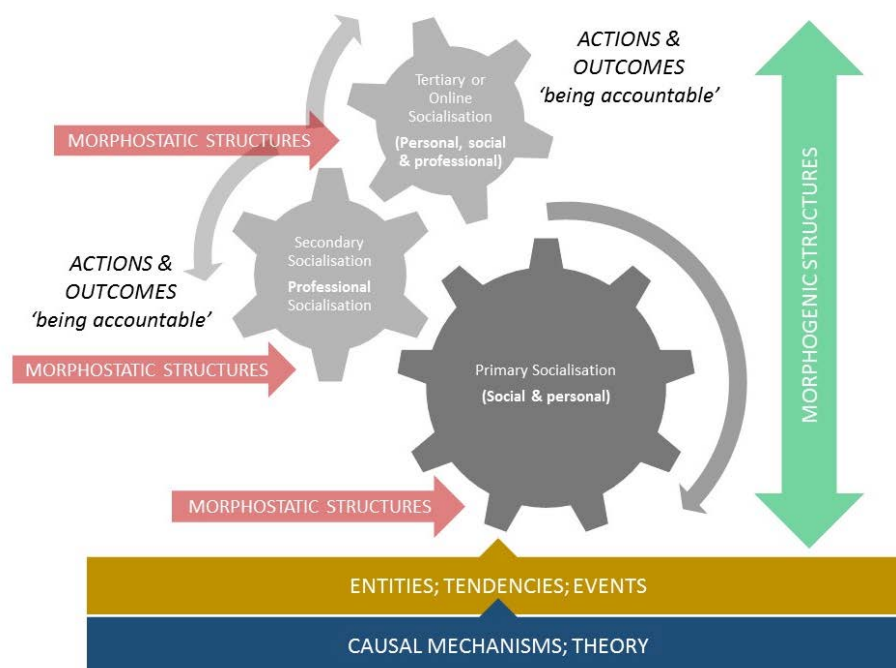 ACTIONS &
OUTCOMES
‘being accountable’
Tertiary or
Online
Socialisation
(Personal, social
& professional)
MORPHOSTATIC STRUCTURES
Secondary
Socialisation
Professional
Socialisation
ACTIONS &
OUTCOMES
‘being accountable’
MORPHOSTATIC STRUCTURES
Primary Socialisation
(Social & personal)
MORPHOSTATIC STRUCTURES
MORPHOGENIC STRUCTURES
ENTITIES; TENDENCIES; EVENTS
CAUSAL MECHANISMS; THEORY